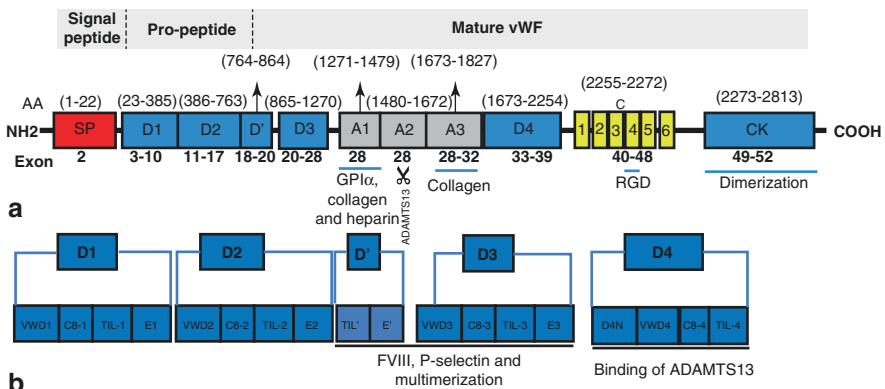 Signal peptide
Pro-peptide
Mature vWF
a
(764-864)
(1271-1479)
(1673-1827)
AA
(1-22)
(23-385)
(386-763)
(865-1270)
(1480-1672)
(1673-2254)
(2255-2272)
(2273-2813)
C
NH2
SP
D1
D2
D'
D3
A1
A2
A3
D4
1
2
3
4
5
6
CK
COOH
Exon
2
3-10
11-17
18-20
20-28
28
28
28-32
33-39
40-48
49-52
GPIα,
collagen
and heparin
ADAMTS13
Collagen
RGD
Dimerization
D1
D2
D'
D3
D4
VWD1
C8-1
TIL-1
E1
VWD2
C8-2
TIL-2
E2
TIL'
E'
VWD3
C8-3
TIL-3
E3
D4N
VWD4
C8-4
TIL-4
FVIII, P-selectin and
multimerization
Binding of ADAMTS13
b